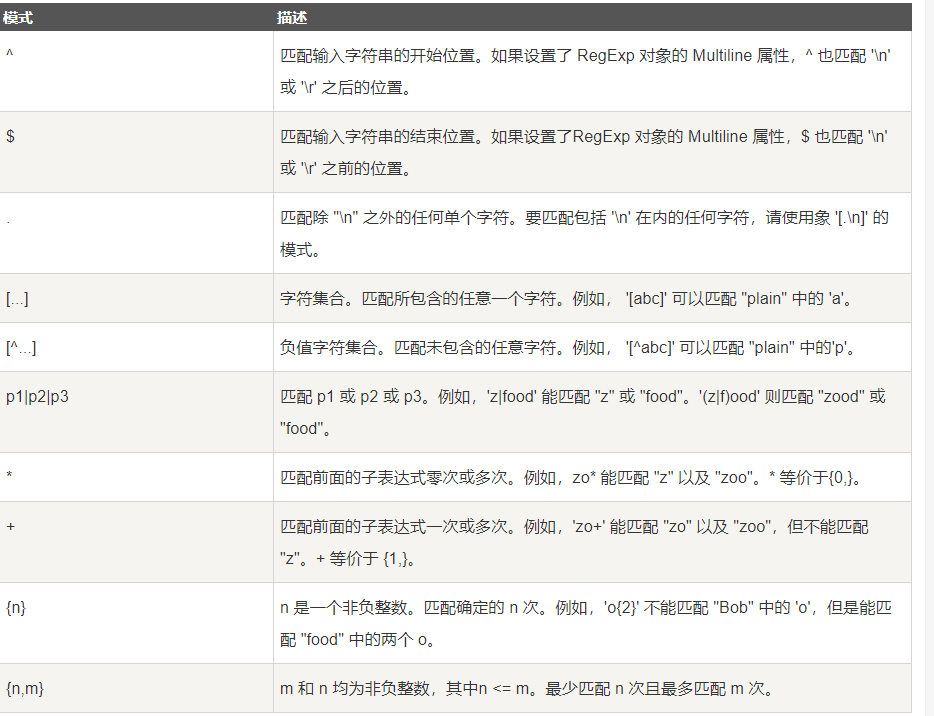 模式 描述
^ 匹配输入字符串的开始位置。如果设置了 RegExp 对象的 Multiline 属性，^ 也匹配 '\n'
或 '\r' 之后的位置。
$ 匹配输入字符串的结束位置。如果设置了RegExp 对象的 Multiline 属性，$ 也匹配 '\n'
或 '\r' 之前的位置。
. 匹配除 "\n" 之外的任何单个字符。要匹配包括 '\n' 在内的任何字符，请使用象 '[.\n]' 的
模式。
[...] 字符集合。匹配所包含的任意一个字符。例如， '[abc]' 可以匹配 "plain" 中的 'a'。
[^...] 负值字符集合。匹配未包含的任意字符。例如， '[^abc]' 可以匹配 "plain" 中的'p'。
p1|p2|p3 匹配 p1 或 p2 或 p3。例如，'z|food' 能匹配 "z" 或 "food"。'(z|f)ood' 则匹配 "zood" 或
"food"。
* 匹配前面的子表达式零次或多次。例如，zo* 能匹配 "z" 以及 "zoo"。* 等价于{0,}。
+ 匹配前面的子表达式一次或多次。例如，'zo+' 能匹配 "zo" 以及 "zoo"，但不能匹配
"z"。+ 等价于 {1,}。
{n} n 是一个非负整数。匹配确定的 n 次。例如，'o{2}' 不能匹配 "Bob" 中的 'o'，但是能匹
配 "food" 中的两个 o。
{n,m} m 和 n 均为非负整数，其中n <= m。最少匹配 n 次且最多匹配 m 次。